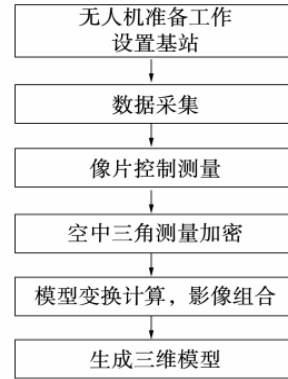 无人机准备工作
设置基站
数据采集
像片控制测量
空中三角测量加密
模型变换计算，影像组合
生成三维模型